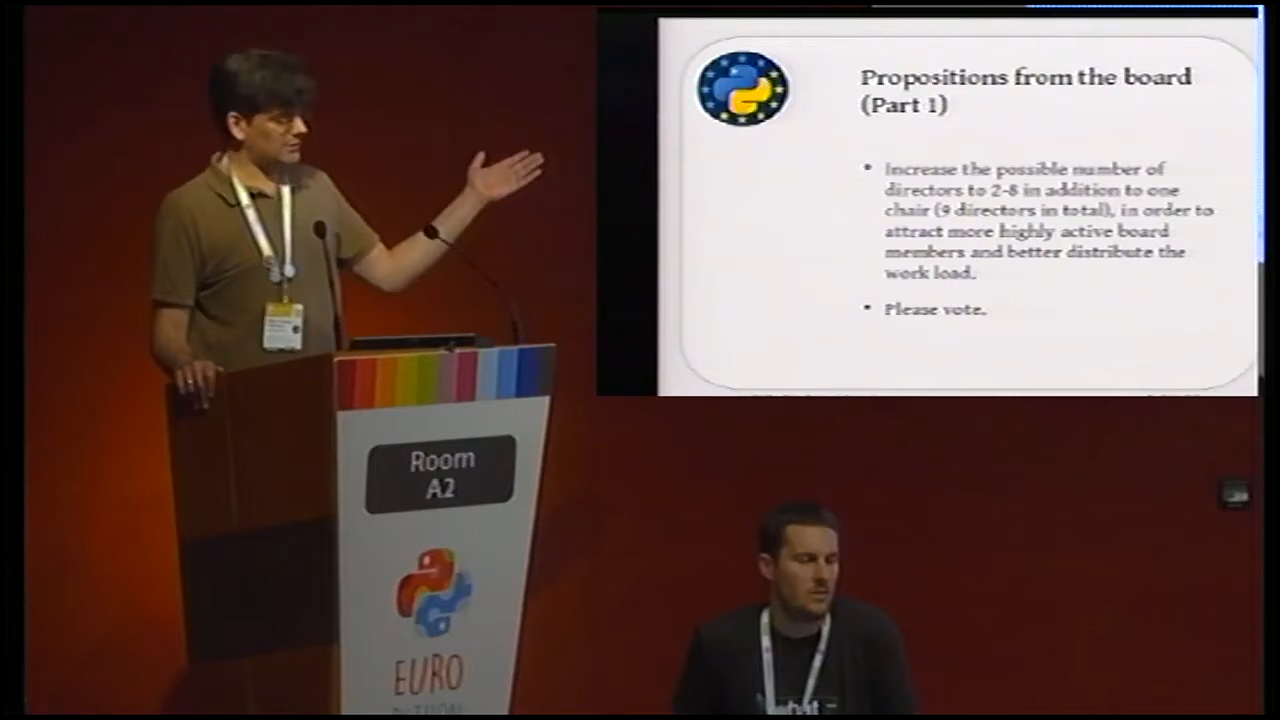 Propositions from the board
(Part 1)
• Increase the possible number of
directors to 2-8 in addition to one
chair (9 directors in total), in order to
attract more highly active board
members and better distribute the
work load.
• Please vote.
Room
A2
EURO